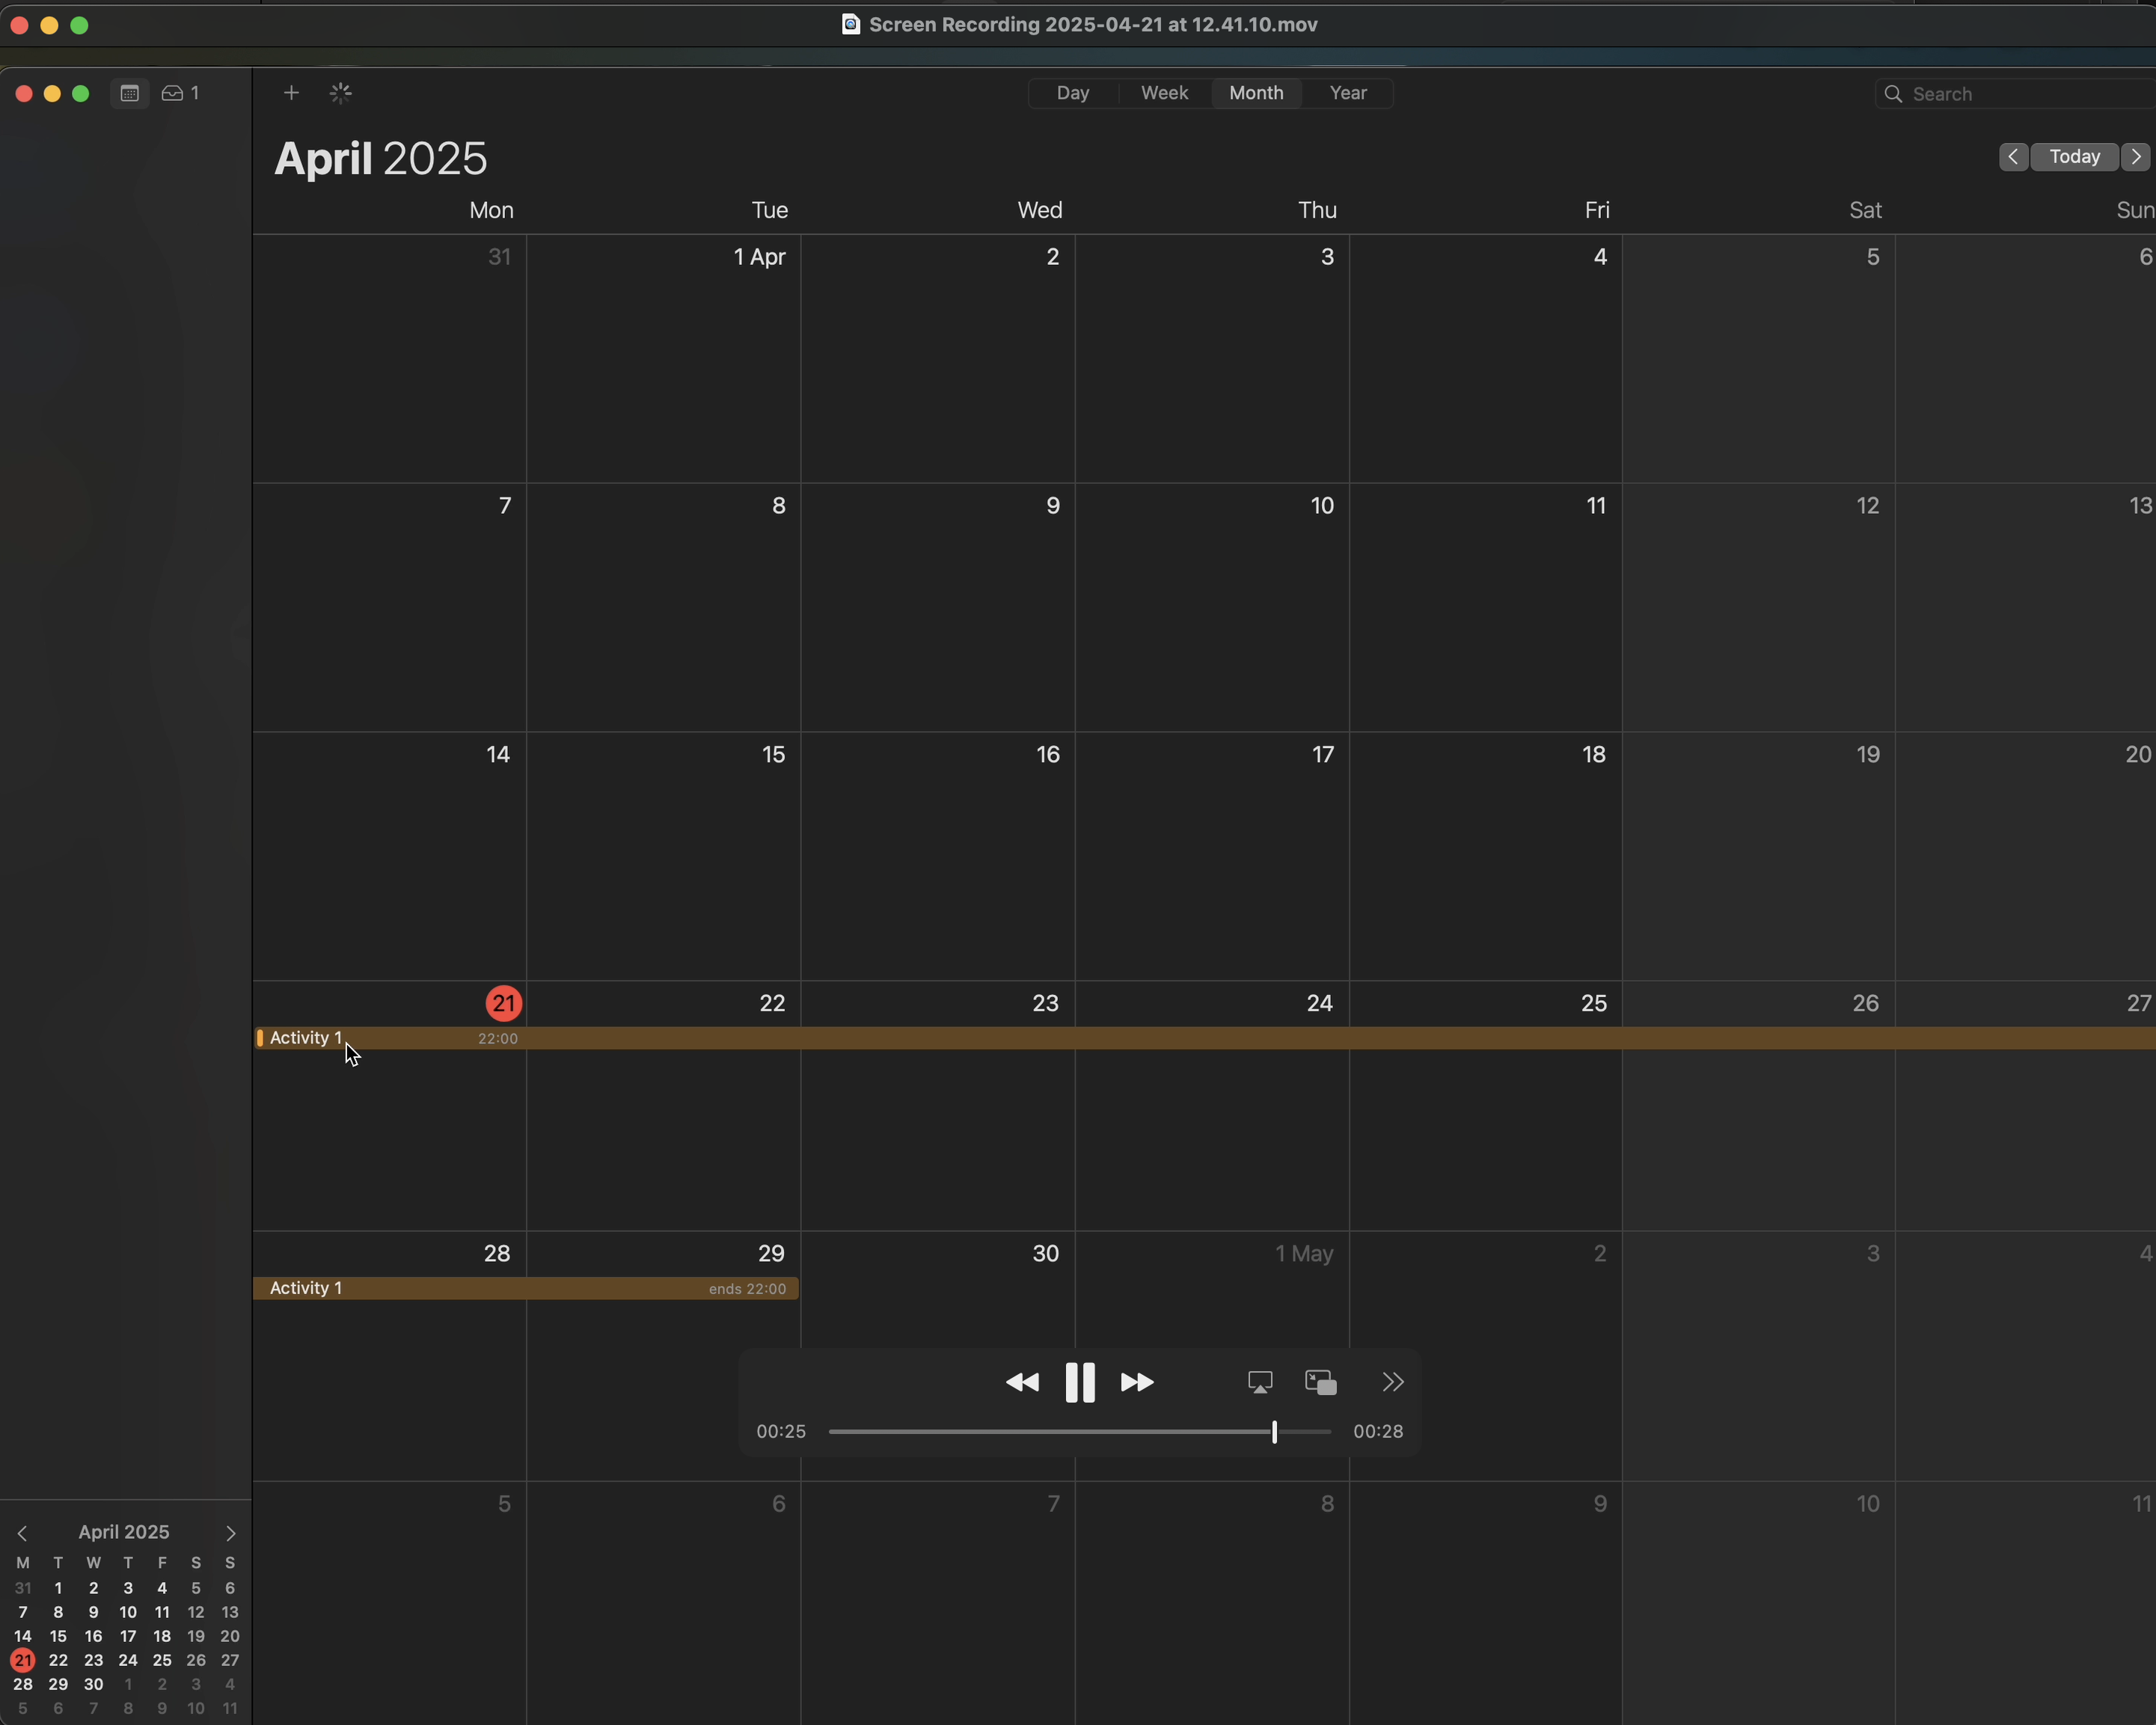 Screen Recording 2025-04-21 at 12.41.10.mov
1
Day Week Month Year
Search
April 2025
Today
Mon Tue Wed Thu Fri Sat Sun
31 1 Apr 2 3 4 5 6
7 8 9 10 11 12 13
14 15 16 17 18 19 20
21 22 23 24 25 26 27
Activity 1 22:00
28 29 30 1 May 2 3 4
Activity 1 ends 22:00
00:25 00:28
5 6 7 8 9 10 11
April 2025
M T W T F S S
31 1 2 3 4 5 6
7 8 9 10 11 12 13
14 15 16 17 18 19 20
21 22 23 24 25 26 27
28 29 30 1 2 3 4
5 6 7 8 9 10 11